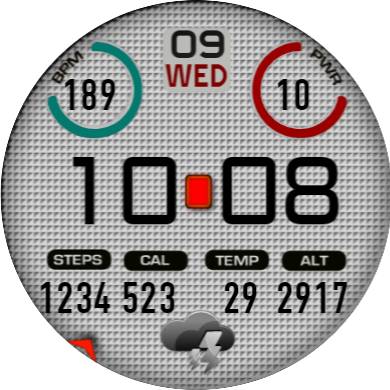 09
WED
BPM
189
PWR
10
10:08
STEPS CAL TEMP ALT
1234 523 29 2917